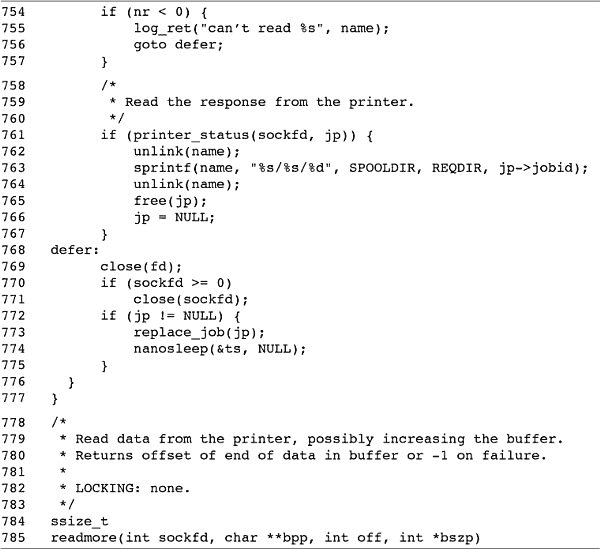 754         if (nr < 0) {
755             log_ret("can't read %s", name);
756             goto defer;
757         }
758         /*
759          * Read the response from the printer.
760          */
761         if (printer_status(sockfd, jp)) {
762             unlink(name);
763             sprintf(name, "%s/%s/%d", SPOOLDIR, REQDIR, jp->jobid);
764             unlink(name);
765             free(jp);
766             jp = NULL;
767         }
768   defer:
769         close(fd);
770         if (sockfd >= 0)
771             close(sockfd);
772         if (jp != NULL) {
773             replace_job(jp);
774             nanosleep(&ts, NULL);
775         }
776     }
777   }
778   /*
779    * Read data from the printer, possibly increasing the buffer.
780    * Returns offset of end of data in buffer or -1 on failure.
781    *
782    * LOCKING: none.
783    */
784   ssize_t
785   readmore(int sockfd, char **bpp, int off, int *bszp)